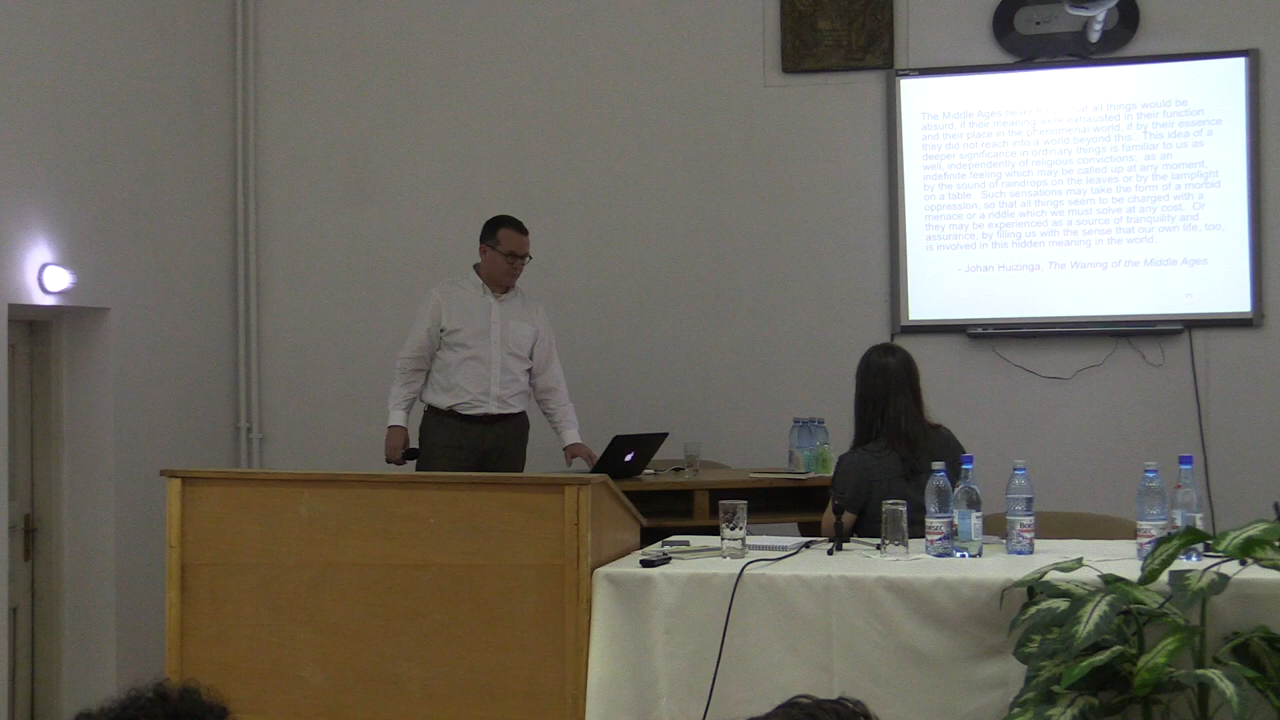 The Middle Ages never all things would be
absurd, if their meaning were exhausted in their function
and their place in the phenomenal world, if by their essence
they did not reach into a world beyond this. This idea of a
deeper significance in ordinary things is familiar to us as
well, independently of religious convictions: as an
indefinite feeling which may be called up at any moment,
by the sound of raindrops on the leaves or by the lamplight
on a table. Such sensations may take the form of a morbid
oppression, so that all things seem to be charged with a
menace or a riddle which we must solve at any cost. Or
they may be experienced as a source of tranquility and
assurance, by filling us with the sense that our own life, too,
is involved in this hidden meaning in the world.
- Johan Huizinga, The Waning of the Middle Ages